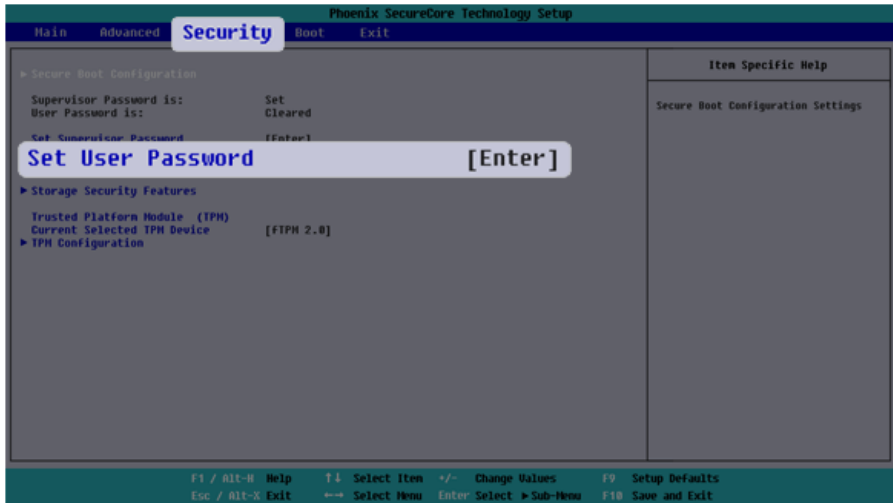 Phoenix SecureCore Technology Setup
Main Advanced Security Boot Exit
Item Specific Help
▶ Secure Boot Configuration
Secure Boot Configuration Settings
Supervisor Password is: Set
User Password is: Cleared
Set Supervisor Password [Enter]
Set User Password [Enter]
▶ Storage Security Features
Trusted Platform Module (TPM)
Current Selected TPM Device [fTPM 2.0]
▶ TPM Configuration
F1 / Alt-H Help ↑↓ Select Item +/- Change Values F9 Setup Defaults
Esc / Alt-X Exit ←→ Select Menu Enter Select ▶ Sub-Menu F10 Save and Exit